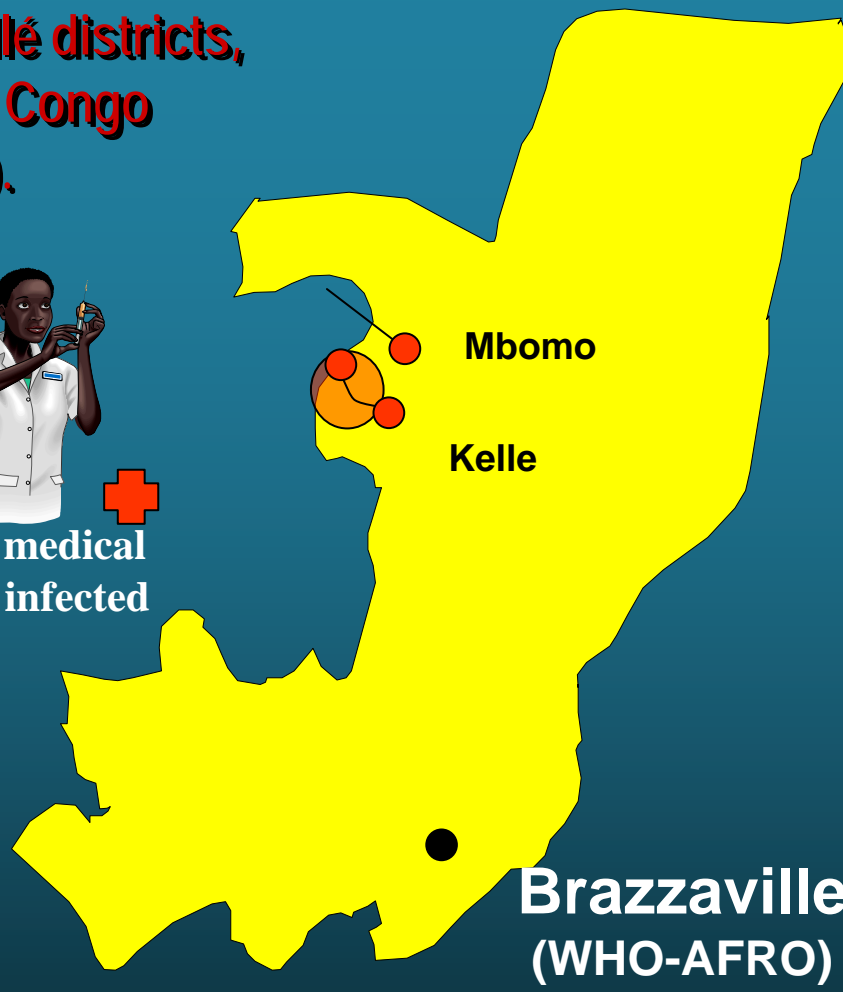 lé districts,
Congo
).
Mbomo
Kelle
medical
infected
Brazzaville
(WHO-AFRO)